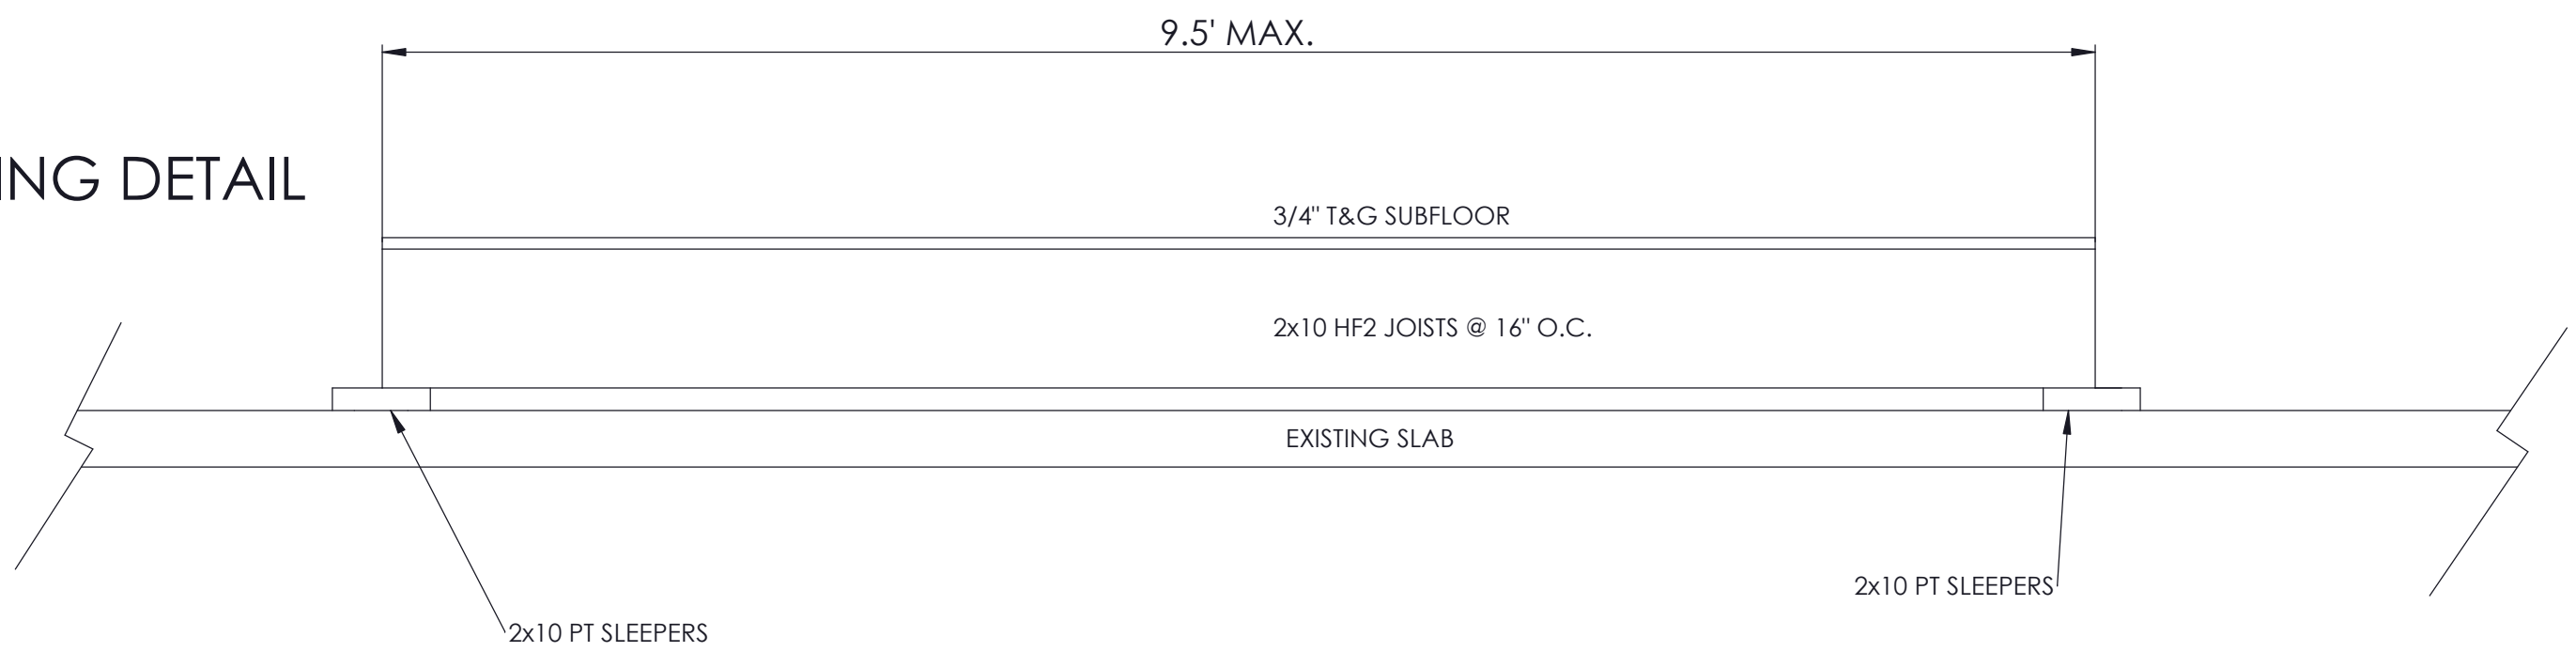 9.5' MAX.
ING DETAIL
3/4" T&G SUBFLOOR
2x10 HF2 JOISTS @ 16" O.C.
EXISTING SLAB
2x10 PT SLEEPERS
2x10 PT SLEEPERS